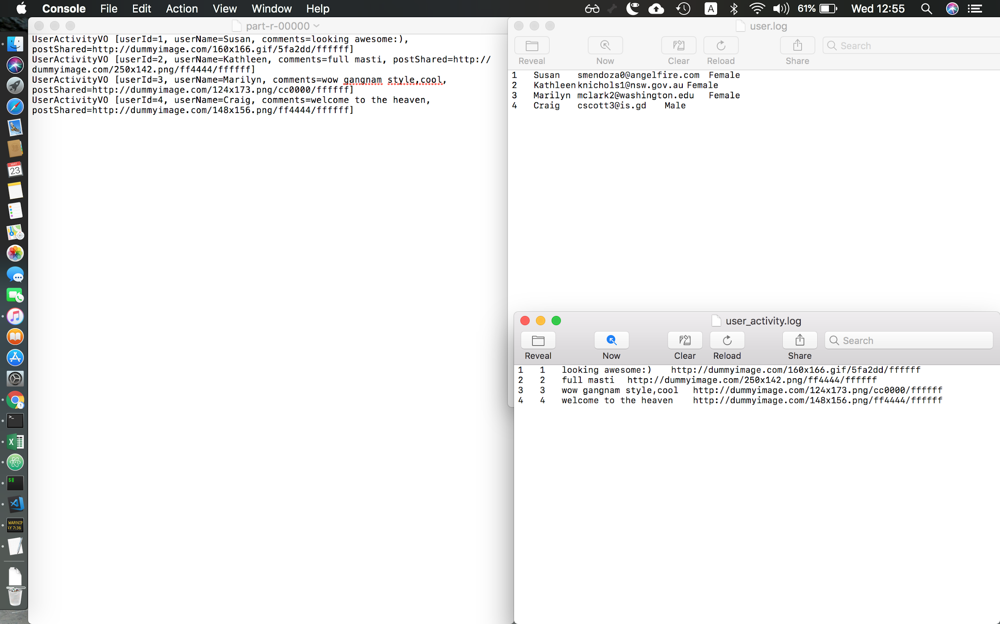 Console File Edit Action View Window Help A 61% Wed 12:55
part-r-00000
UserActivityVO [userId=1, userName=Susan, comments=looking awesome:),
postShared=http://dummyimage.com/160x166.gif/5fa2dd/ffffff]
UserActivityVO [userId=2, userName=Kathleen, comments=full masti, postShared=http://
dummyimage.com/250x142.png/ff4444/ffffff]
UserActivityVO [userId=3, userName=Marilyn, comments=wow gangnam style,cool,
postShared=http://dummyimage.com/124x173.png/cc0000/ffffff]
UserActivityVO [userId=4, userName=Craig, comments=welcome to the heaven,
postShared=http://dummyimage.com/148x156.png/ff4444/ffffff]
user.log
Search
Reveal Now Clear Reload Share
1 Susan smendoza0@angelfire.com Female
2 Kathleen knichols1@nsw.gov.au Female
3 Marilyn mclark2@washington.edu Female
4 Craig cscott3@is.gd Male
user_activity.log
Search
Reveal Now Clear Reload Share
1 1 looking awesome:) http://dummyimage.com/160x166.gif/5fa2dd/ffffff
2 2 full masti http://dummyimage.com/250x142.png/ff4444/ffffff
3 3 wow gangnam style,cool http://dummyimage.com/124x173.png/cc0000/ffffff
4 4 welcome to the heaven http://dummyimage.com/148x156.png/ff4444/ffffff
MAY
23
1
>_
X
$
WARNIN
AY 7:36